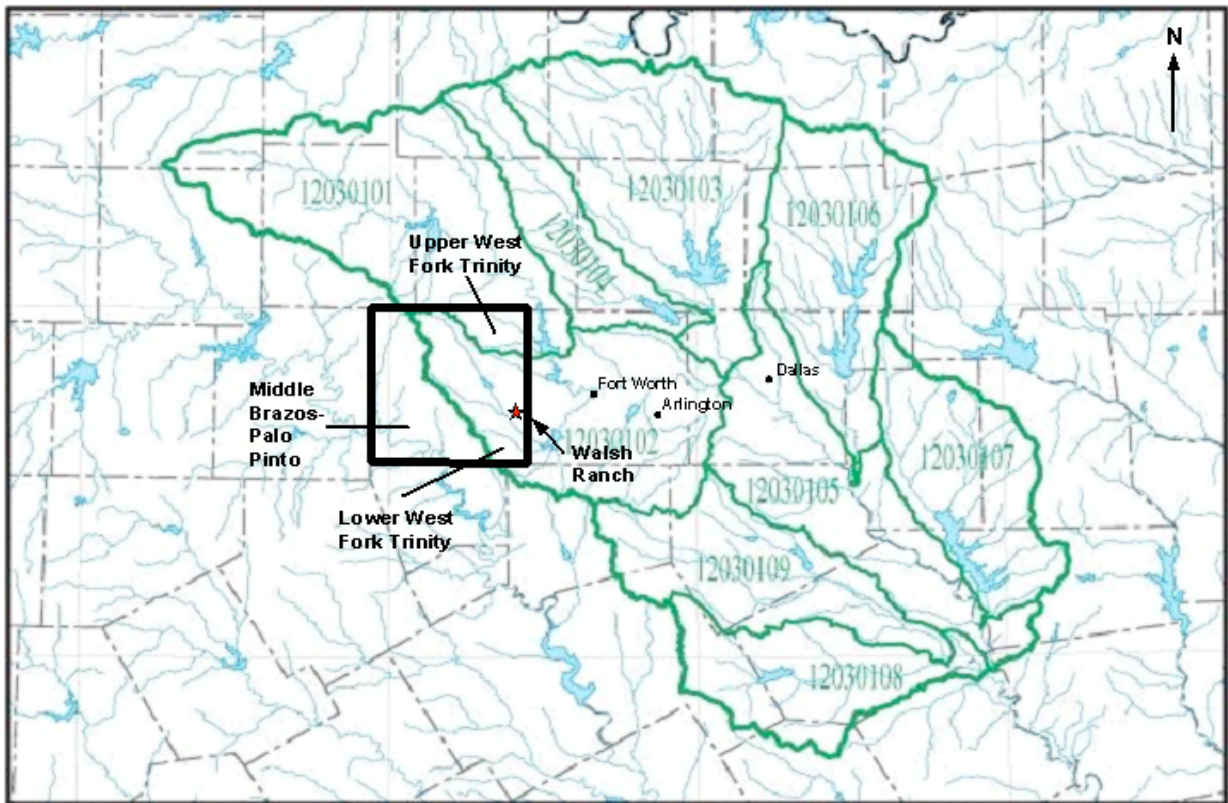 N
12030101
12030103
12030106
12030104
Upper West
Fork Trinity
Dallas
Fort Worth
Arlington
Middle
Brazos-
Palo
Pinto
12030102
Walsh
Ranch
12030107
12030105
Lower West
Fork Trinity
12030109
12030108